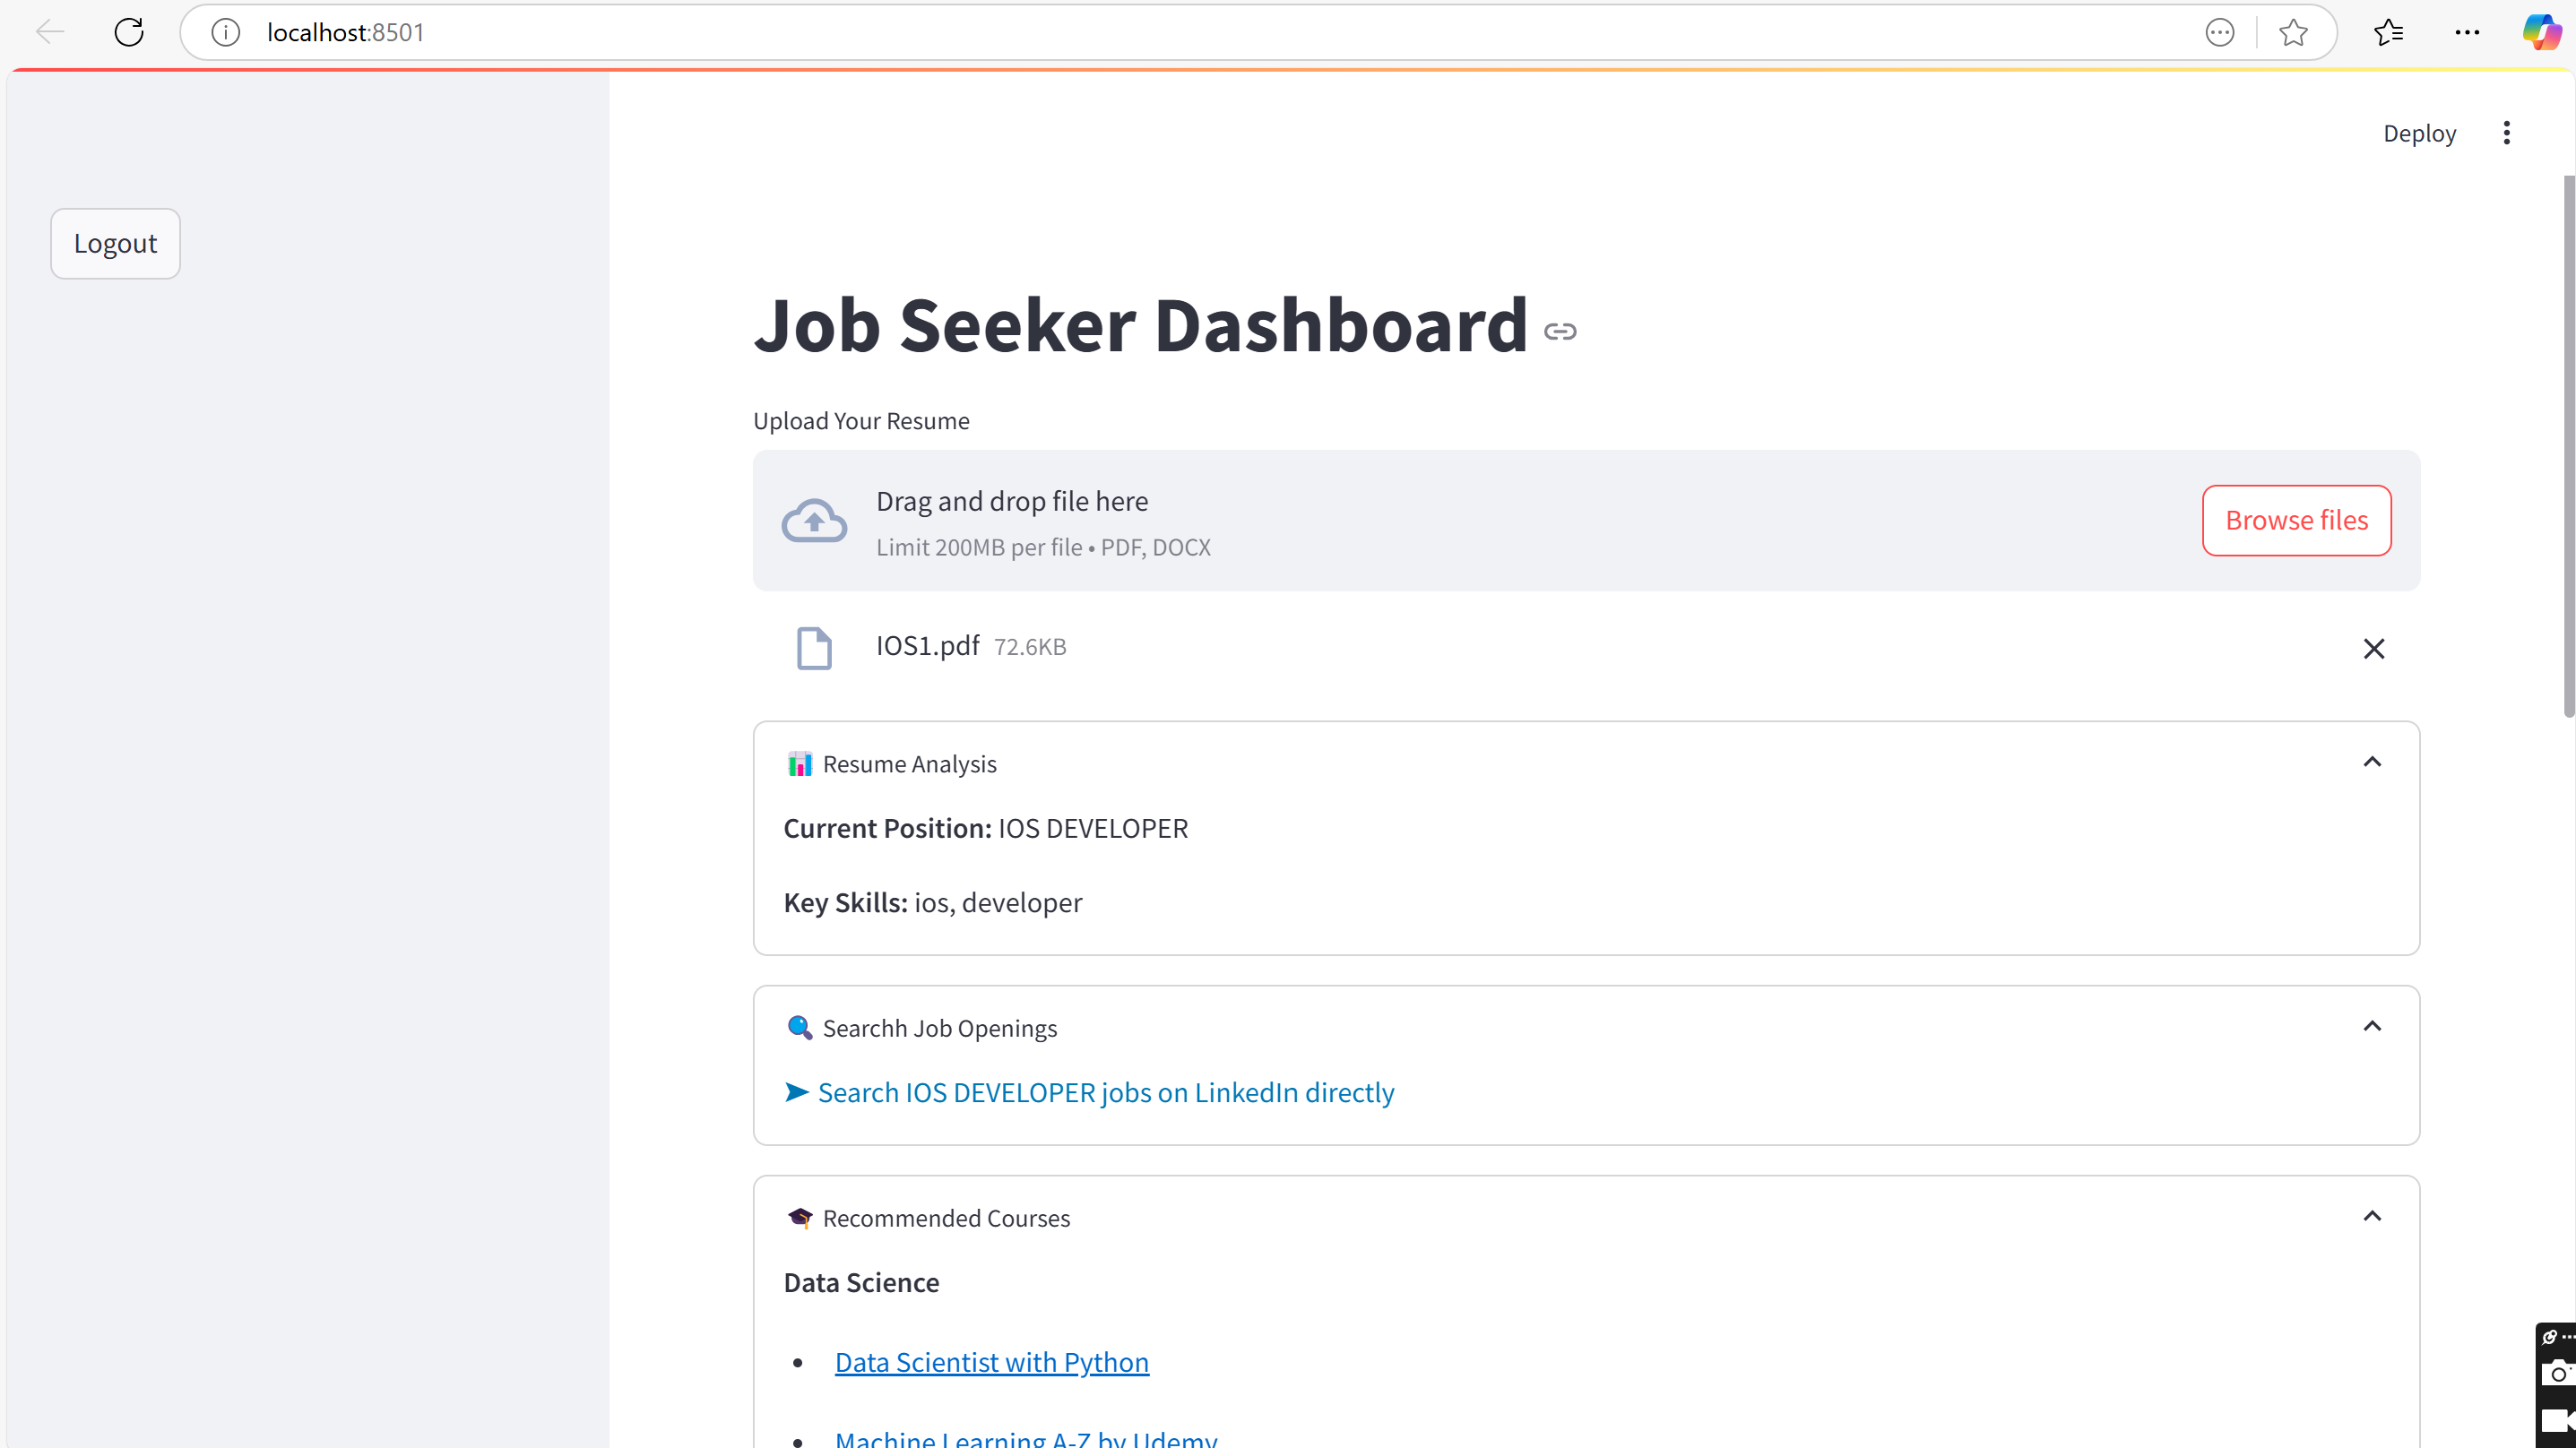 localhost:8501
Deploy
Logout
Job Seeker Dashboard
Upload Your Resume
Drag and drop file here
Limit 200MB per file • PDF, DOCX
Browse files
IOS1.pdf 72.6KB
Resume Analysis
Current Position: IOS DEVELOPER
Key Skills: ios, developer
Searchh Job Openings
➤ Search IOS DEVELOPER jobs on LinkedIn directly
Recommended Courses
Data Science
• Data Scientist with Python
• Machine Learning A-Z by Udemy